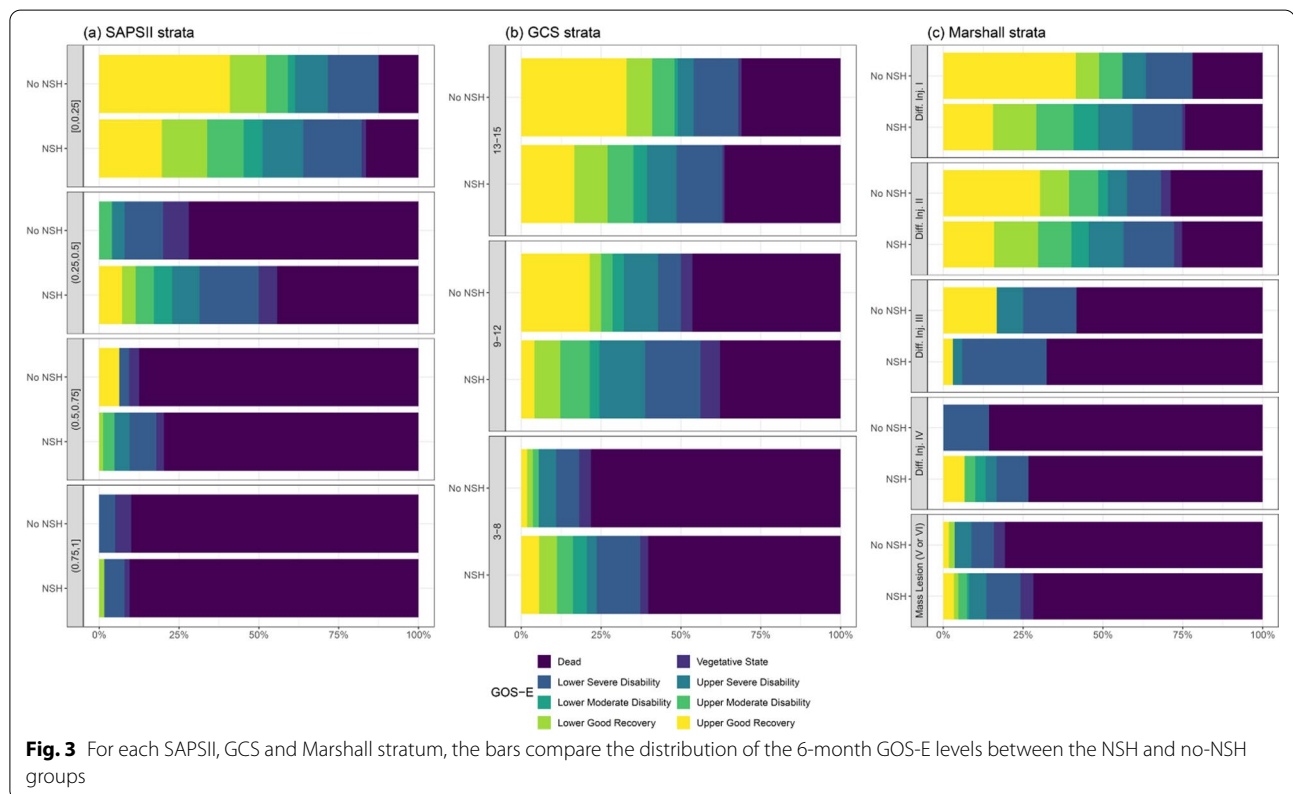 (a) SAPSII strata
[0,0.25]
No NSH
NSH
(0.25,0.5]
No NSH
NSH
(0.5,0.75]
No NSH
NSH
(0.75,1]
No NSH
NSH
0% 25% 50% 75% 100%
(b) GCS strata
13-15
No NSH
NSH
9-12
No NSH
NSH
3-8
No NSH
NSH
0% 25% 50% 75% 100%
(c) Marshall strata
Diff. Inj. I
No NSH
NSH
Diff. Inj. II
No NSH
NSH
Diff. Inj. III
No NSH
NSH
Diff. Inj. IV
No NSH
NSH
Mass Lesion (V or VI)
No NSH
NSH
0% 25% 50% 75% 100%
GOS-E
Dead
Vegetative State
Lower Severe Disability
Upper Severe Disability
Lower Moderate Disability
Upper Moderate Disability
Lower Good Recovery
Upper Good Recovery
Fig. 3 For each SAPSII, GCS and Marshall stratum, the bars compare the distribution of the 6-month GOS-E levels between the NSH and no-NSH
groups